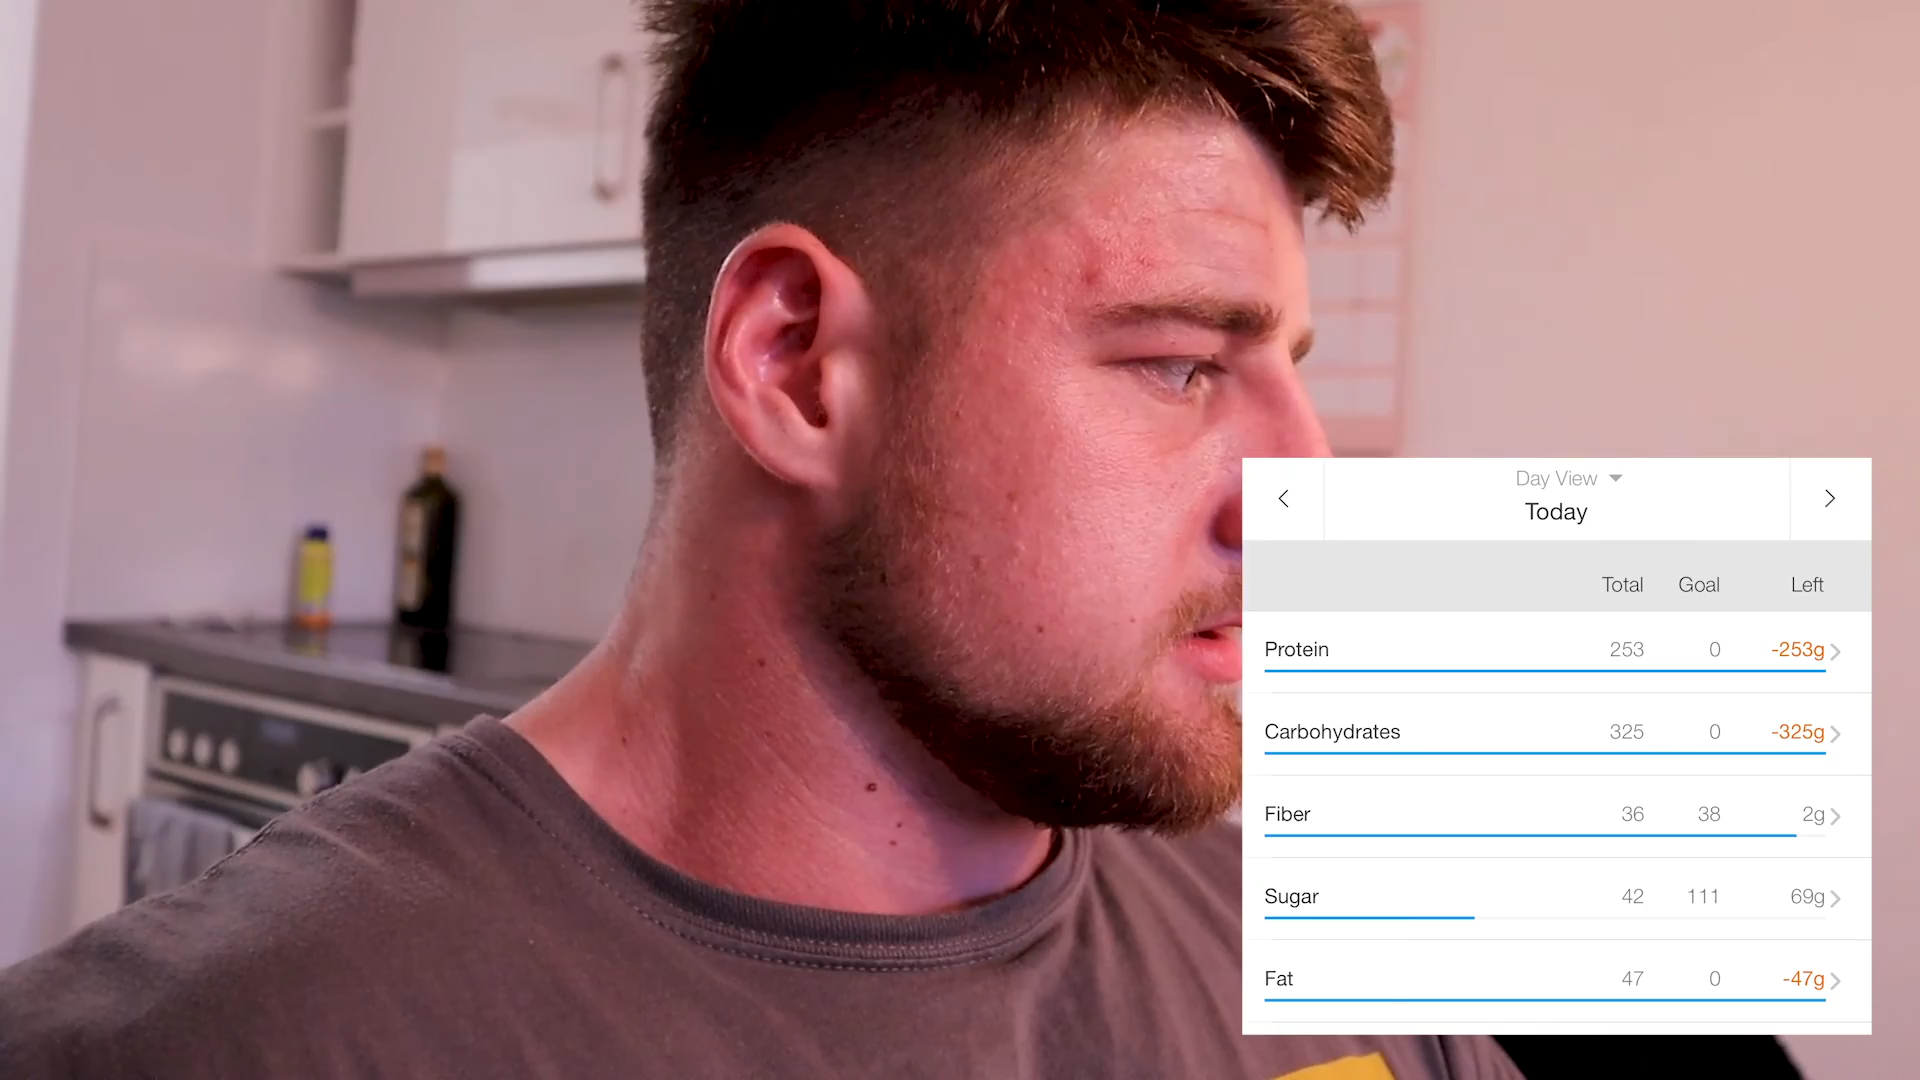 Day View
Today
Total Goal Left
Protein 253 0 -253g
Carbohydrates 325 0 -325g
Fiber 36 38 2g
Sugar 42 111 69g
Fat 47 0 -47g